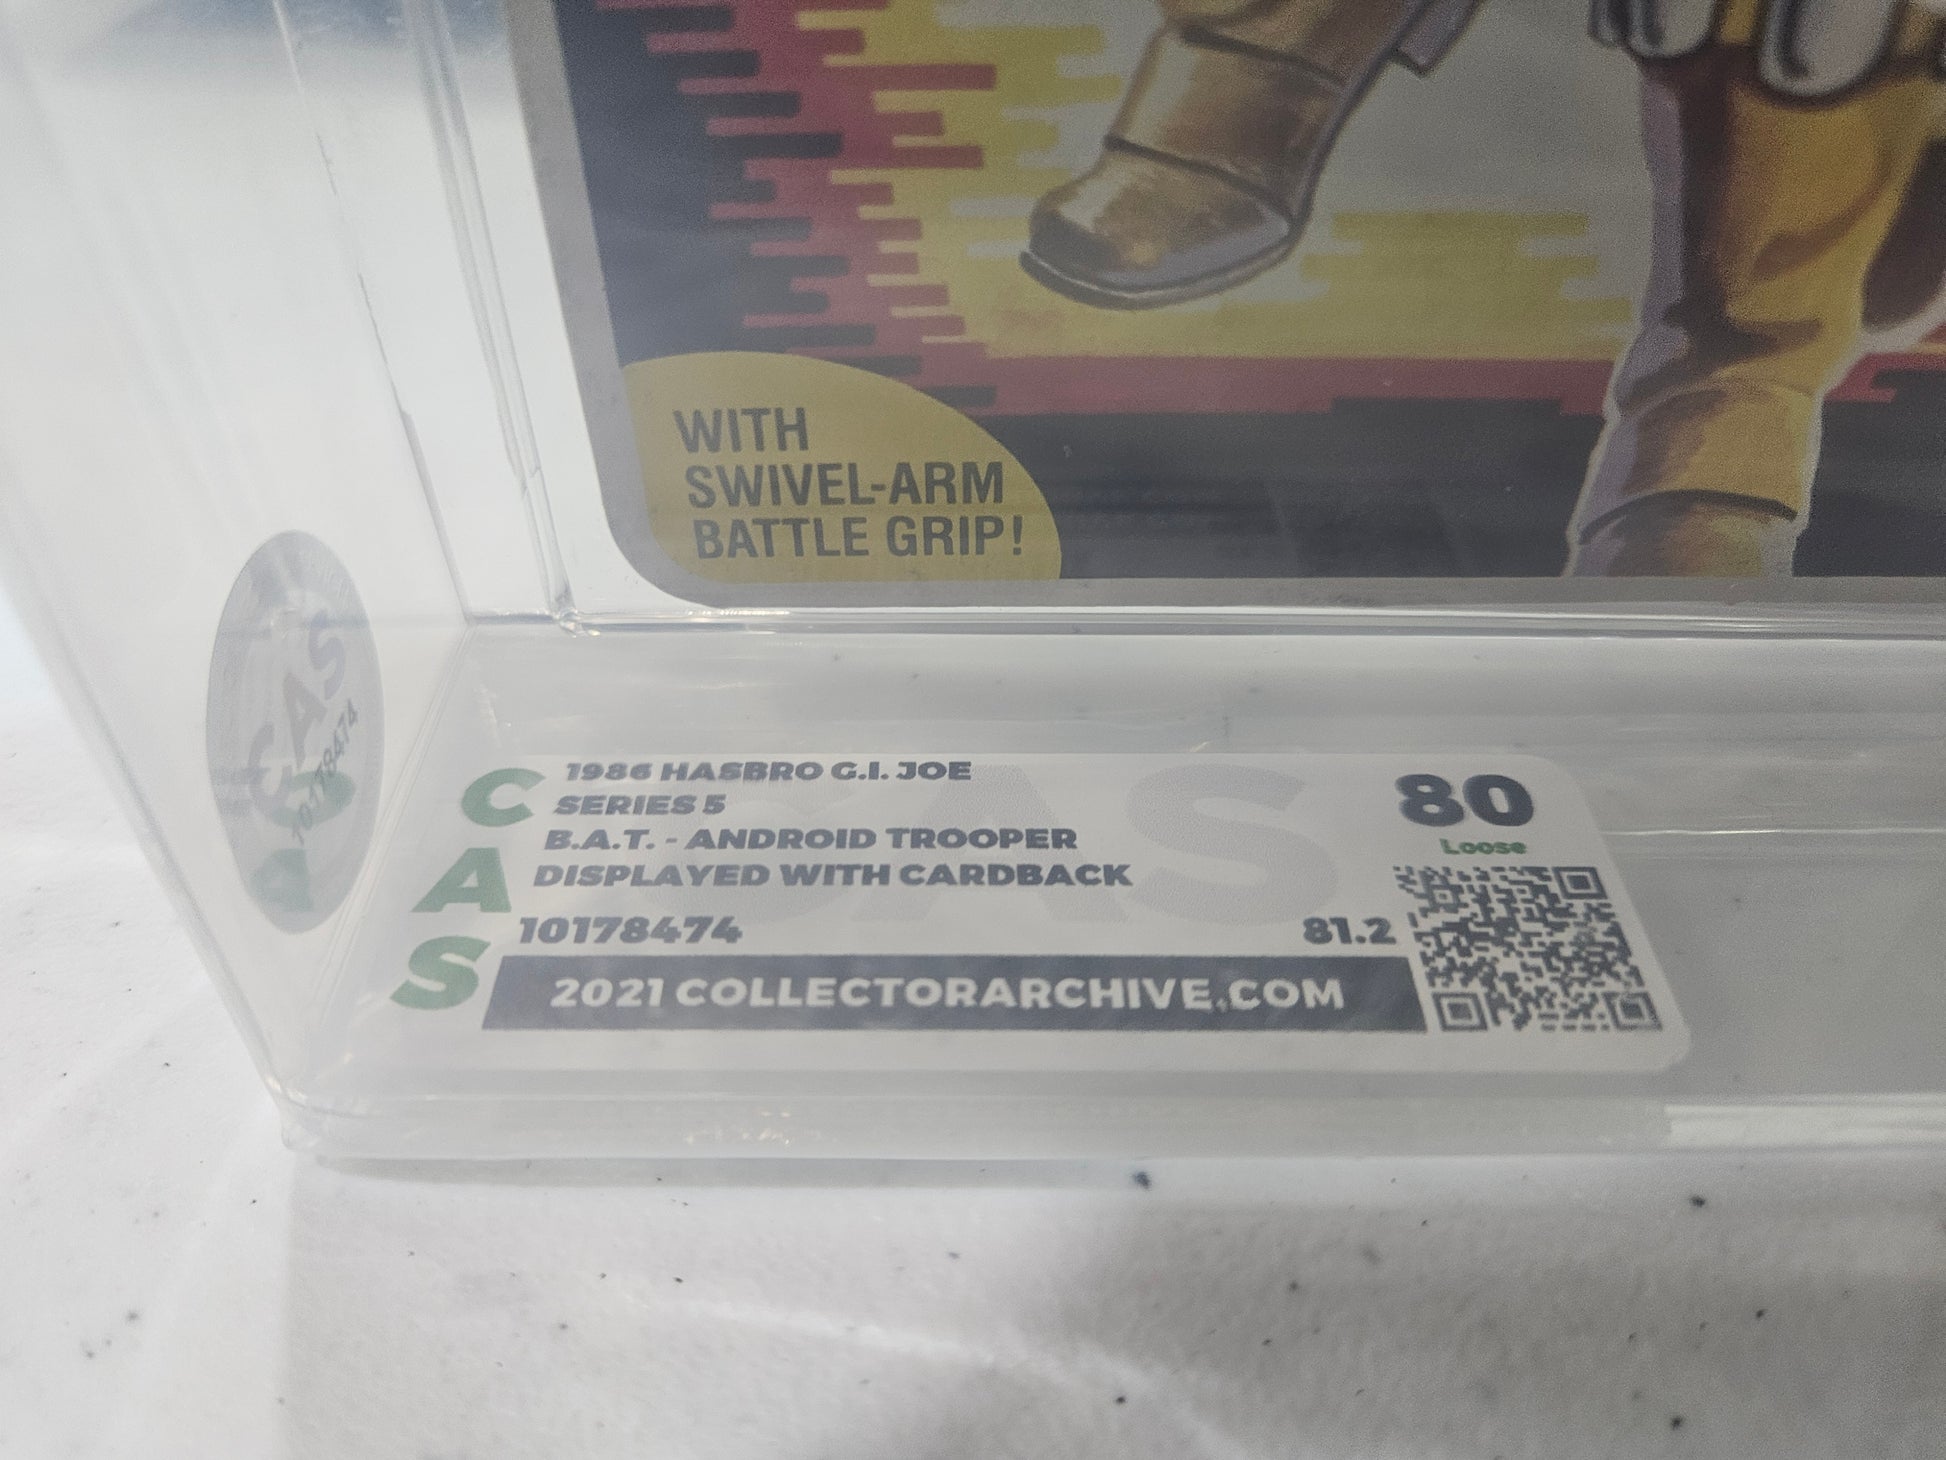 WITH
SWIVEL-ARM
BATTLE GRIP!
CAS
10178474
CAS
1986 HASBRO G.I. JOE
SERIES 5
B.A.T. - ANDROID TROOPER
DISPLAYED WITH CARDBACK
10178474
81.2
80
Loose
2021 COLLECTORARCHIVE.COM
CAS